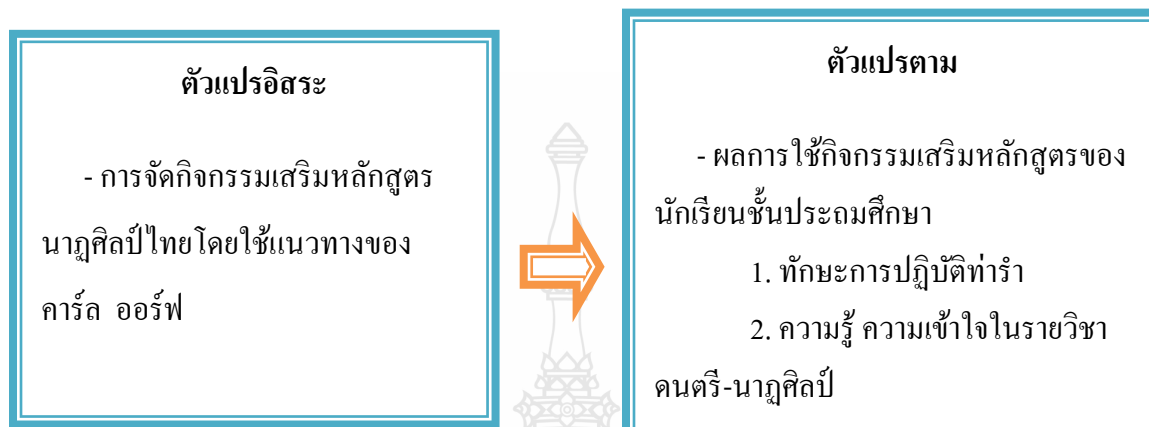 ตัวแปรอิสระ
- การจัดกิจกรรมเสริมหลักสูตร
นาฏศิลป์ไทยโดยใช้แนวทางของ
คาร์ล ออร์ฟ
ตัวแปรตาม
- ผลการใช้กิจกรรมเสริมหลักสูตรของ
นักเรียนชั้นประถมศึกษา
1. ทักษะการปฏิบัติท่ารำ
2. ความรู้ ความเข้าใจในรายวิชา
ดนตรี-นาฏศิลป์